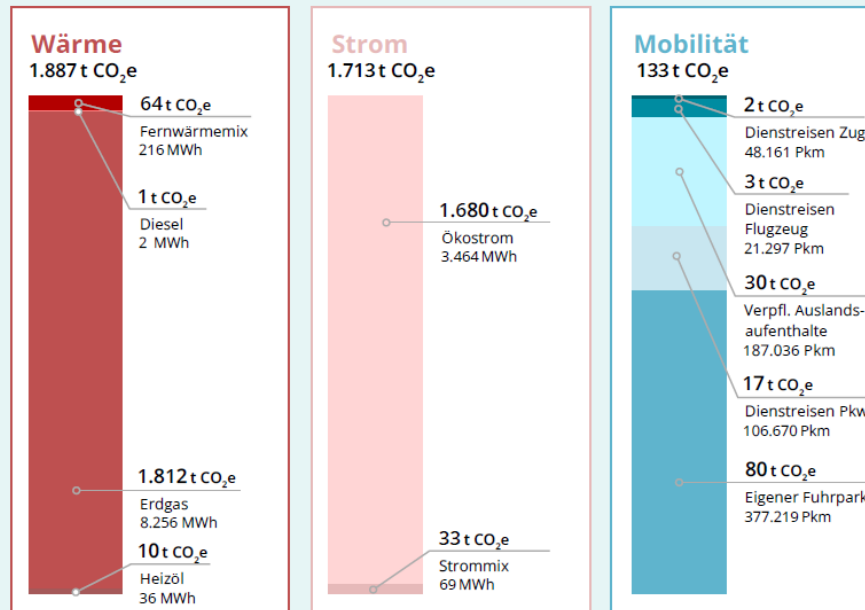 Wärme
1.887 t CO₂e
64 t CO₂e
Fernwärmemix
216 MWh
1 t CO₂e
Diesel
2 MWh
1.812 t CO₂e
Erdgas
8.256 MWh
10 t CO₂e
Heizöl
36 MWh
Strom
1.713 t CO₂e
1.680 t CO₂e
Ökostrom
3.464 MWh
33 t CO₂e
Strommix
69 MWh
Mobilität
133 t CO₂e
2 t CO₂e
Dienstreisen Zug
48.161 Pkm
3 t CO₂e
Dienstreisen
Flugzeug
21.297 Pkm
30 t CO₂e
Verpfl. Auslands-
aufenthalte
187.036 Pkm
17 t CO₂e
Dienstreisen Pkw
106.670 Pkm
80 t CO₂e
Eigener Fuhrpark
377.219 Pkm